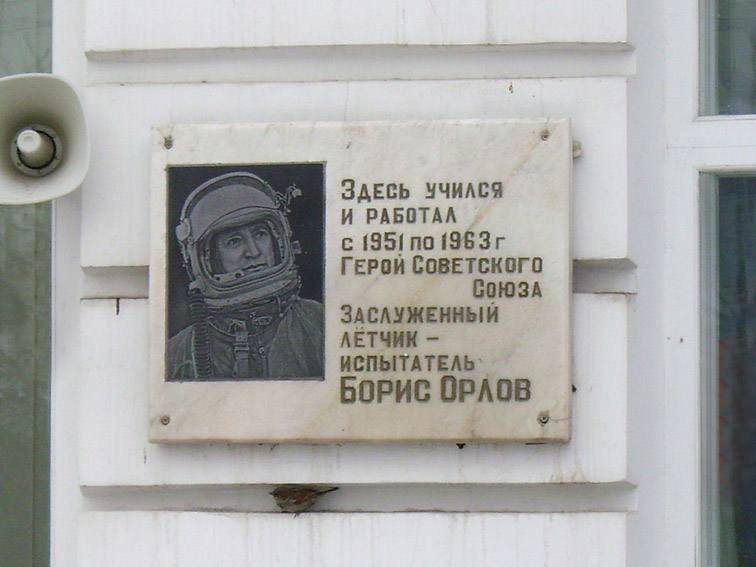 Здесь учился
и работал
с 1951 по 1963 г
Герой Советского
Союза
Заслуженный
лётчик –
испытатель
Борис Орлов